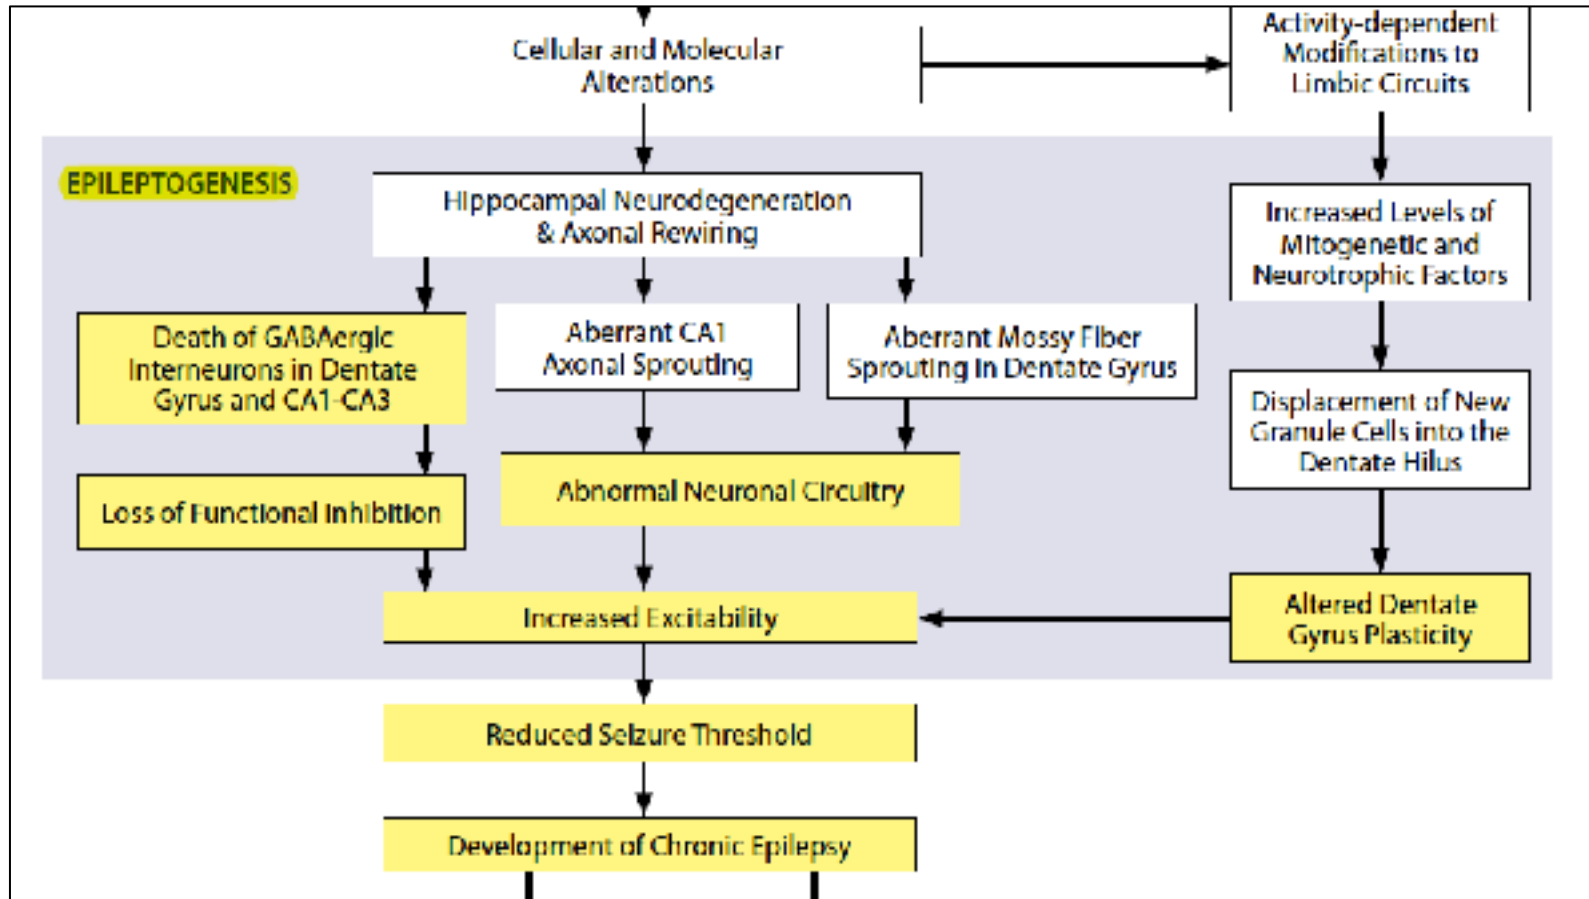 Cellular and Molecular
Alterations
Activity-dependent
Modifications to
Limbic Circuits
EPILEPTOGENESIS
Hippocampal Neurodegeneration
& Axonal Rewiring
Increased Levels of
Mitogenetic and
Neurotrophic Factors
Death of GABAergic
Interneurons in Dentate
Gyrus and CA1-CA3
Aberrant CA1
Axonal Sprouting
Aberrant Mossy Fiber
Sprouting in Dentate Gyrus
Displacement of New
Granule Cells into the
Dentate Hilus
Loss of Functional Inhibition
Abnormal Neuronal Circuitry
Increased Excitability
Altered Dentate
Gyrus Plasticity
Reduced Seizure Threshold
Development of Chronic Epilepsy